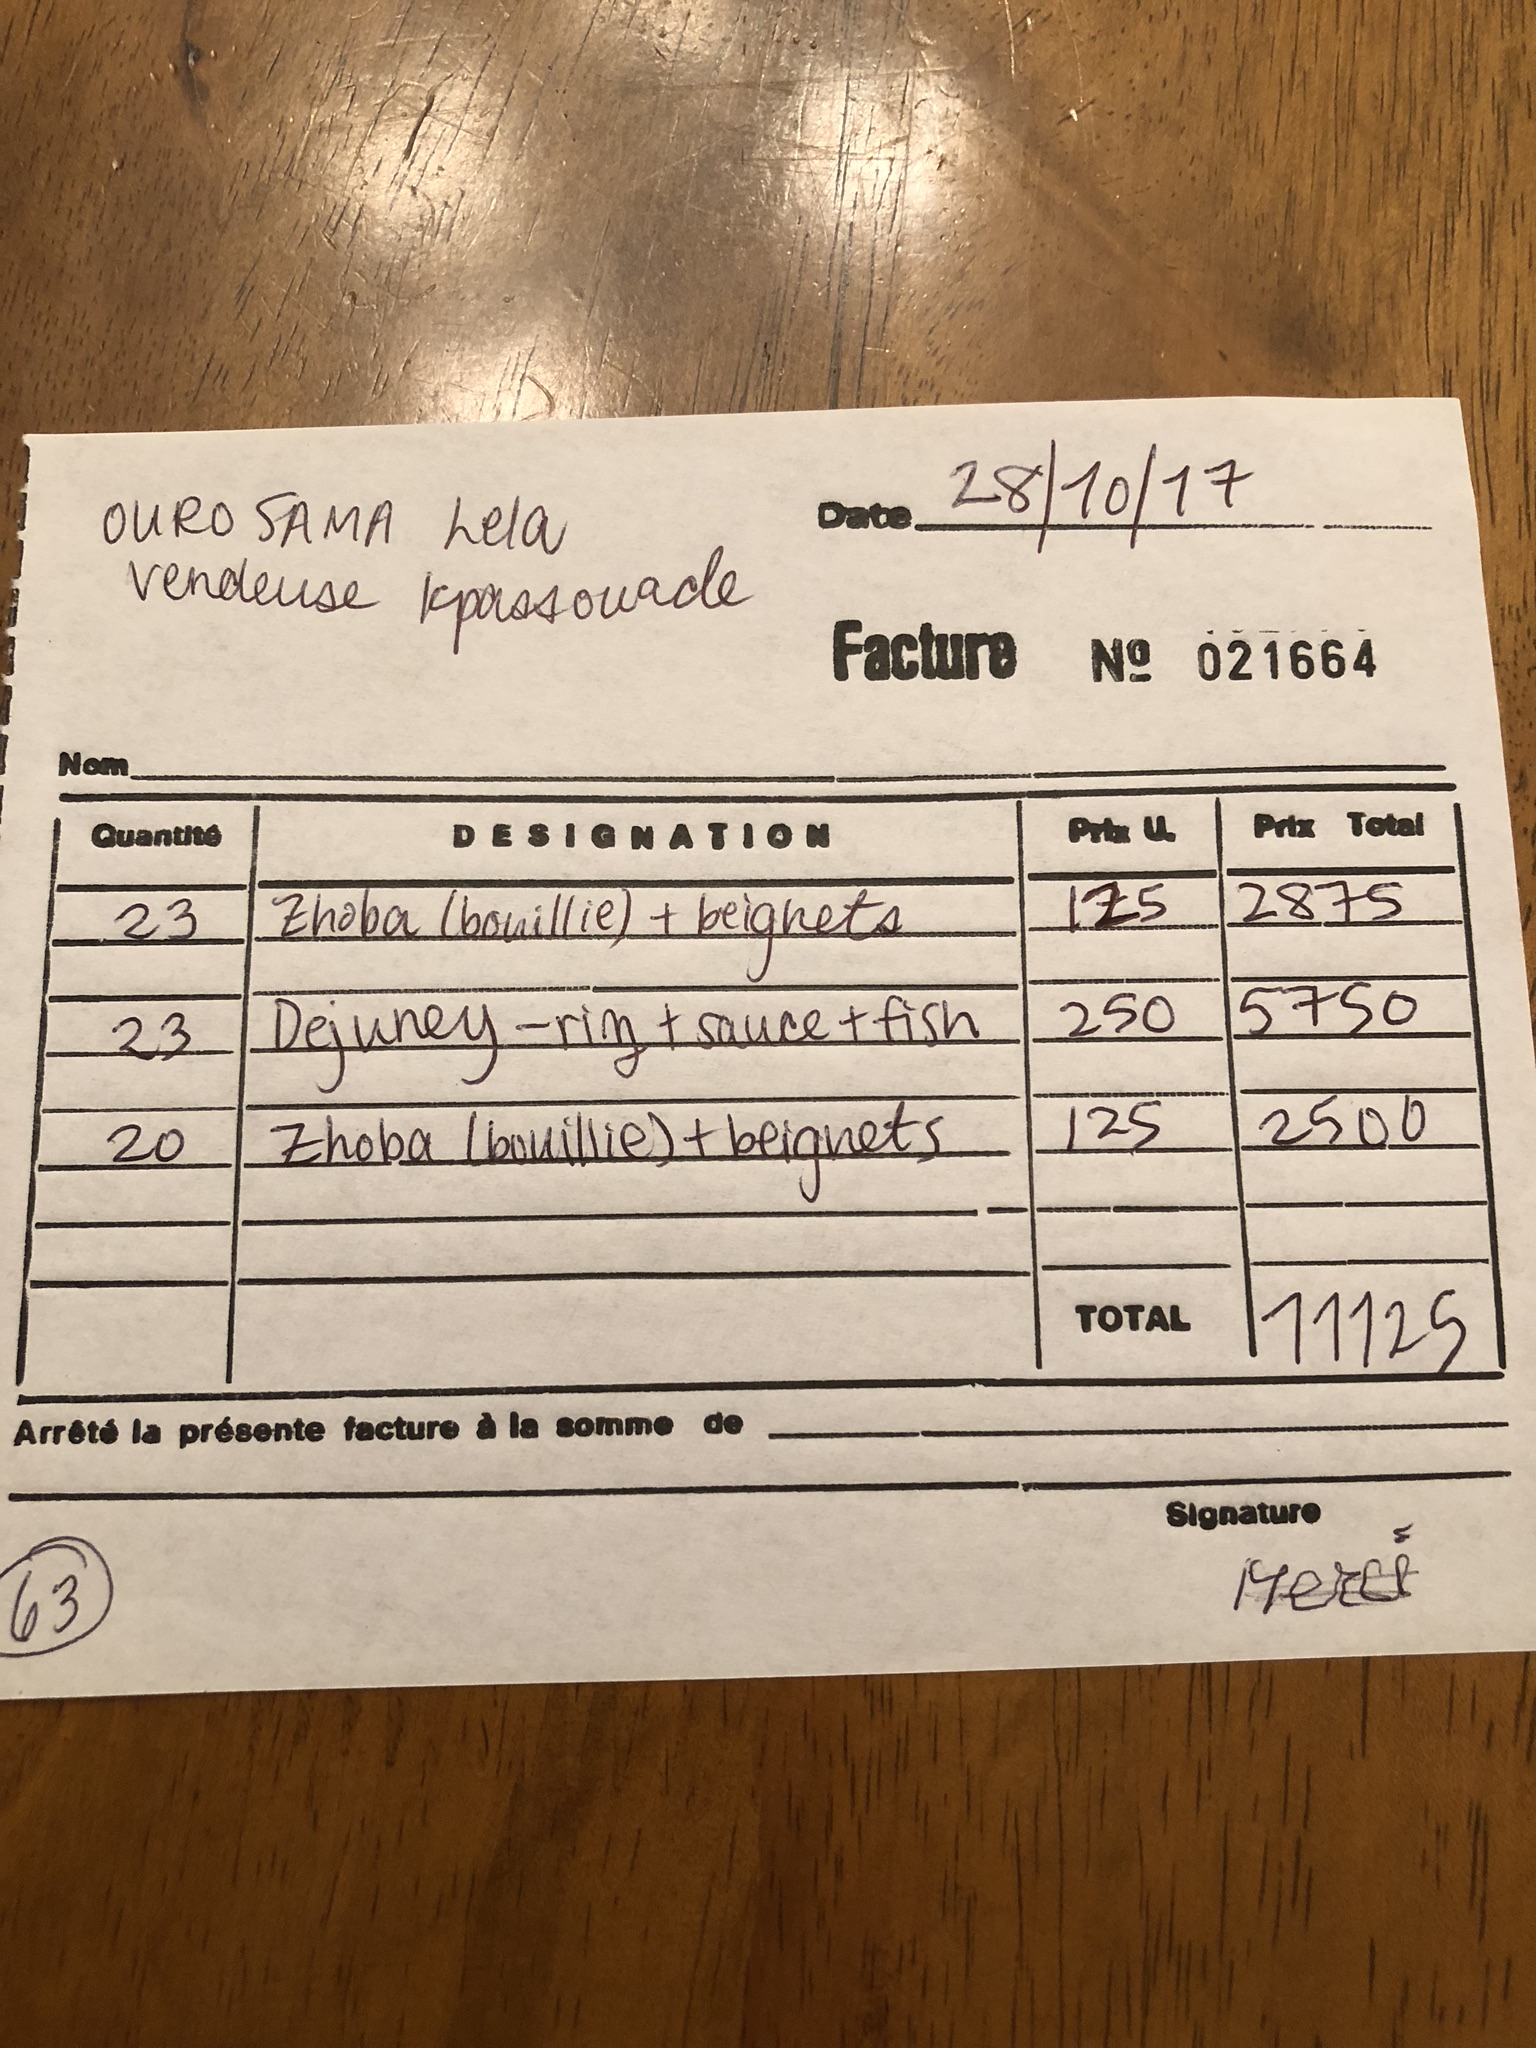 OURO SAMA Lela
vendeuse kpassouade
Date 28/10/17
Facture Nº 021664
Nom
Quantité DESIGNATION Prix U. Prix Total
23 Zhoba (bouillie) + beignets 125 2875
23 Dejuney - riz + sauce + fish 250 5750
20 Zhoba (bouillie) + beignets 125 2500
TOTAL 11125
Arrêté la présente facture à la somme de
Signature
Merci
63